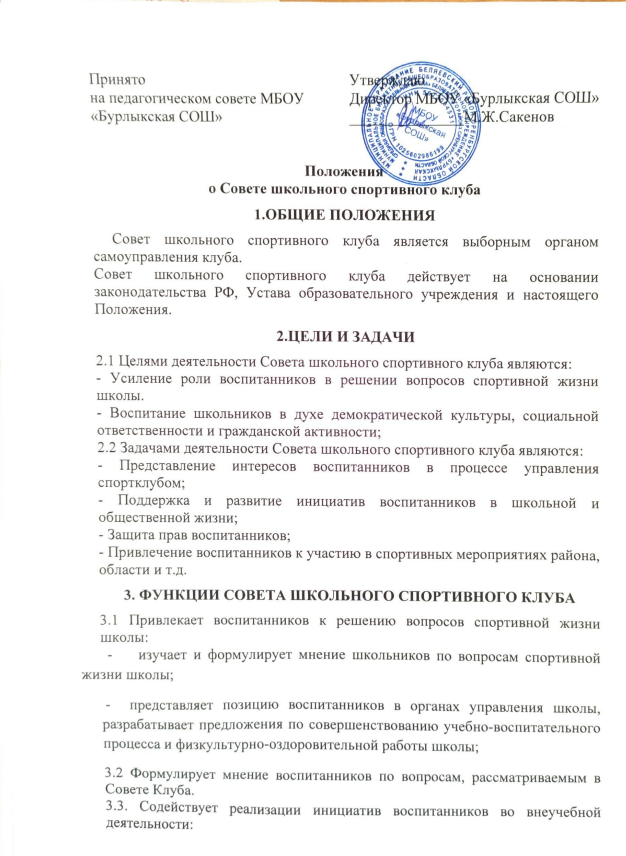 Принято
на педагогическом совете МБОУ
«Бурлыкская СОШ»
Утверждаю
Директор МБОУ «Бурлыкская СОШ»
М.Ж.Сакенов
МБОУ
«Бурлыкская
СОШ»
Положения
о Совете школьного спортивного клуба
1.ОБЩИЕ ПОЛОЖЕНИЯ
Совет школьного спортивного клуба является выборным органом
самоуправления клуба.
Совет школьного спортивного клуба действует на основании
законодательства РФ, Устава образовательного учреждения и настоящего
Положения.
2.ЦЕЛИ И ЗАДАЧИ
2.1 Целями деятельности Совета школьного спортивного клуба являются:
- Усиление роли воспитанников в решении вопросов спортивной жизни
школы.
- Воспитание школьников в духе демократической культуры, социальной
ответственности и гражданской активности;
2.2 Задачами деятельности Совета школьного спортивного клуба являются:
- Представление интересов воспитанников в процессе управления
спортклубом;
- Поддержка и развитие инициатив воспитанников в школьной и
общественной жизни;
- Защита прав воспитанников;
- Привлечение воспитанников к участию в спортивных мероприятиях района,
области и т.д.
3. ФУНКЦИИ СОВЕТА ШКОЛЬНОГО СПОРТИВНОГО КЛУБА
3.1 Привлекает воспитанников к решению вопросов спортивной жизни
школы:
- изучает и формулирует мнение школьников по вопросам спортивной
жизни школы;
- представляет позицию воспитанников в органах управления школы,
разрабатывает предложения по совершенствованию учебно-воспитательного
процесса и физкультурно-оздоровительной работы школы;
3.2 Формулирует мнение воспитанников по вопросам, рассматриваемым в
Совете Клуба.
3.3. Содействует реализации инициатив воспитанников во внеучебной
деятельности: